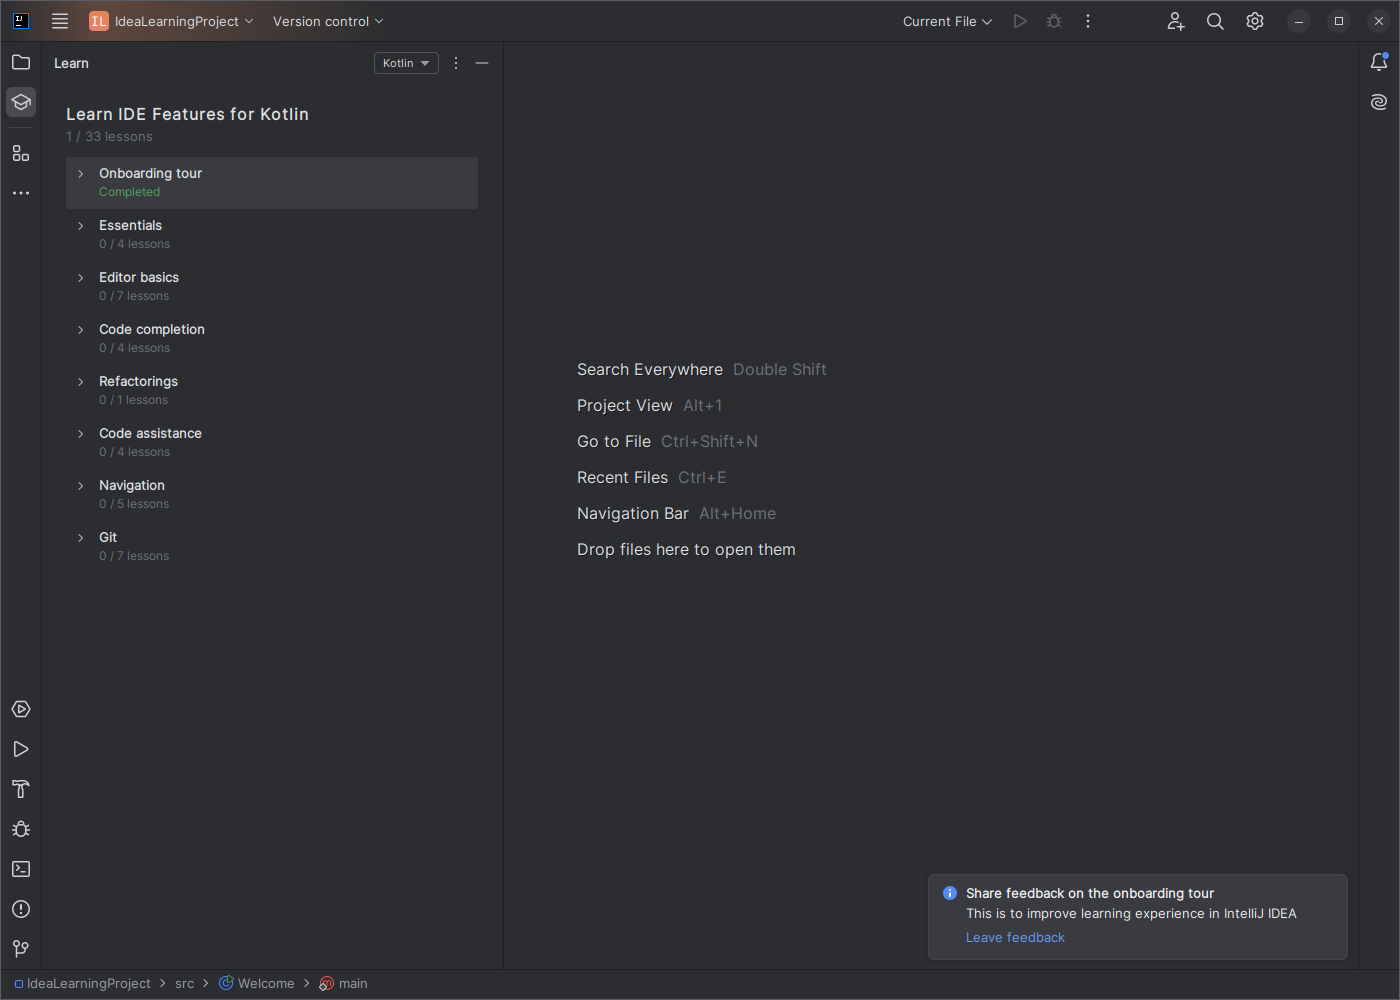 IL IdeaLearningProject Version control Current File
Learn Kotlin
Learn IDE Features for Kotlin
1 / 33 lessons
Onboarding tour
Completed
Essentials
0 / 4 lessons
Editor basics
0 / 7 lessons
Code completion
0 / 4 lessons
Refactorings
0 / 1 lessons
Code assistance
0 / 4 lessons
Navigation
0 / 5 lessons
Git
0 / 7 lessons
Search Everywhere Double Shift
Project View Alt+1
Go to File Ctrl+Shift+N
Recent Files Ctrl+E
Navigation Bar Alt+Home
Drop files here to open them
Share feedback on the onboarding tour
This is to improve learning experience in IntelliJ IDEA
Leave feedback
IdeaLearningProject src Welcome main